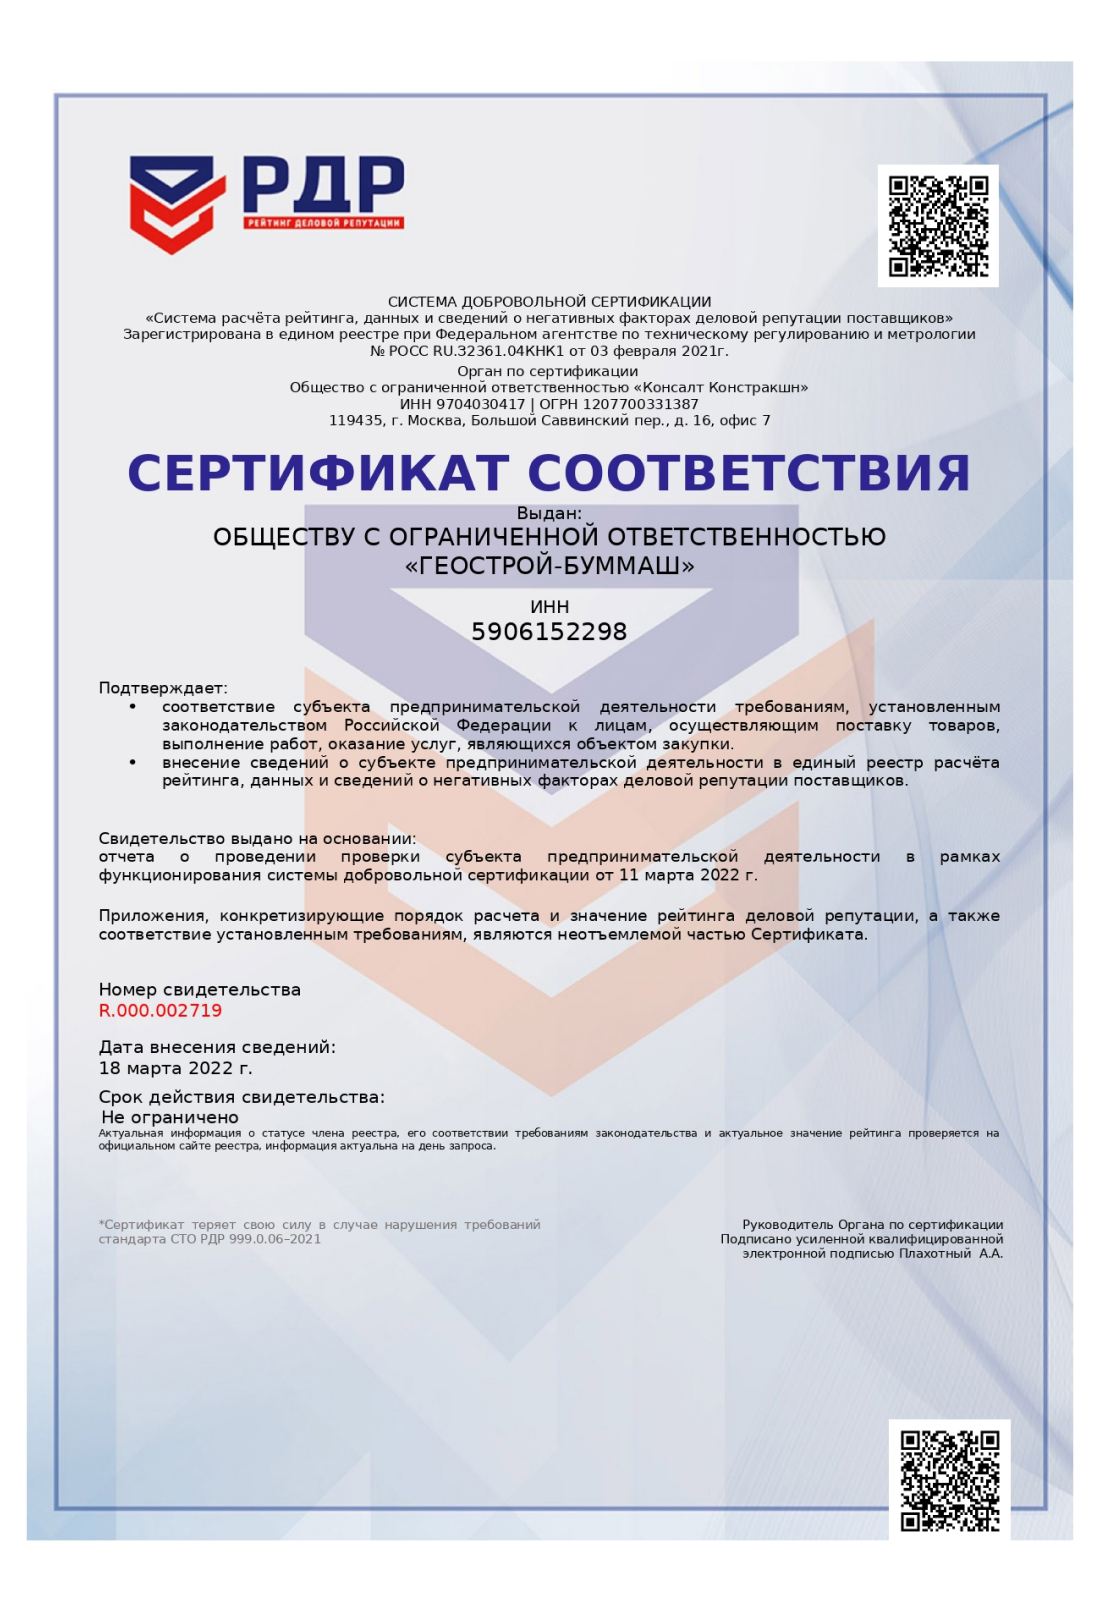 РДР
РЕЙТИНГ ДЕЛОВОЙ РЕПУТАЦИИ
СИСТЕМА ДОБРОВОЛЬНОЙ СЕРТИФИКАЦИИ
«Система расчёта рейтинга, данных и сведений о негативных факторах деловой репутации поставщиков»
Зарегистрирована в едином реестре при Федеральном агентстве по техническому регулированию и метрологии
№ РОСС RU.32361.04КНК1 от 03 февраля 2021г.
Орган по сертификации
Общество с ограниченной ответственностью «Консалт Констракшн»
ИНН 9704030417 | ОГРН 1207700331387
119435, г. Москва, Большой Саввинский пер., д. 16, офис 7
СЕРТИФИКАТ СООТВЕТСТВИЯ
Выдан:
ОБЩЕСТВУ С ОГРАНИЧЕННОЙ ОТВЕТСТВЕННОСТЬЮ
«ГЕОСТРОЙ-БУММАШ»
ИНН
5906152298
Подтверждает:
• соответствие субъекта предпринимательской деятельности требованиям, установленным
законодательством Российской Федерации к лицам, осуществляющим поставку товаров,
выполнение работ, оказание услуг, являющихся объектом закупки.
• внесение сведений о субъекте предпринимательской деятельности в единый реестр расчёта
рейтинга, данных и сведений о негативных факторах деловой репутации поставщиков.
Свидетельство выдано на основании:
отчета о проведении проверки субъекта предпринимательской деятельности в рамках
функционирования системы добровольной сертификации от 11 марта 2022 г.
Приложения, конкретизирующие порядок расчета и значение рейтинга деловой репутации, а также
соответствие установленным требованиям, являются неотъемлемой частью Сертификата.
Номер свидетельства
R.000.002719
Дата внесения сведений:
18 марта 2022 г.
Срок действия свидетельства:
Не ограничено
Актуальная информация о статусе члена реестра, его соответствии требованиям законодательства и актуальное значение рейтинга проверяется на
официальном сайте реестра, информация актуальна на день запроса.
*Сертификат теряет свою силу в случае нарушения требований
стандарта СТО РДР 999.0.06–2021
Руководитель Органа по сертификации
Подписано усиленной квалифицированной
электронной подписью Плахотный А.А.